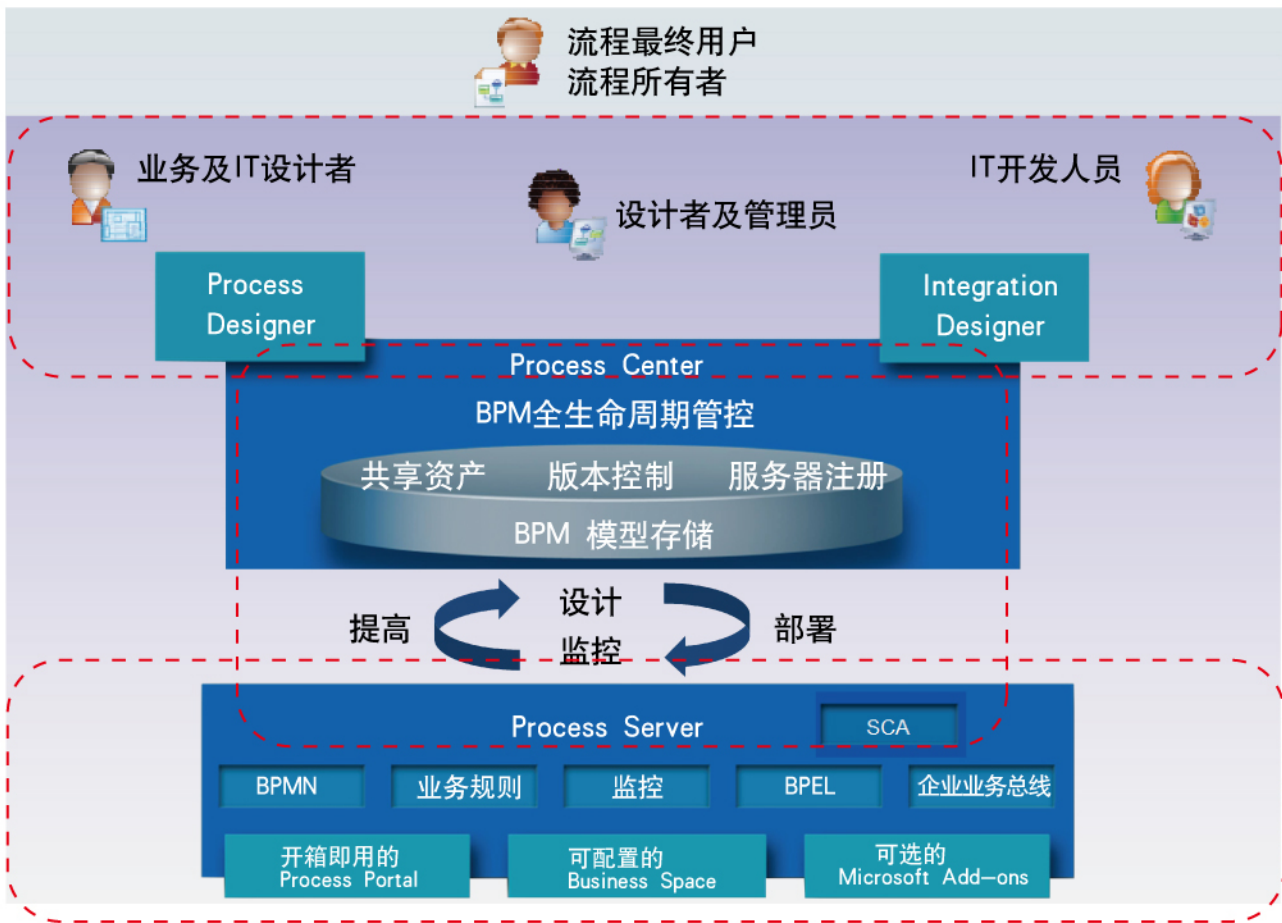 流程最终用户
流程所有者
业务及IT设计者
设计者及管理员
IT开发人员
Process
Designer
Integration
Designer
Process Center
BPM全生命周期管控
共享资产 版本控制 服务器注册
BPM 模型存储
提高
设计
监控
部署
Process Server
SCA
BPMN
业务规则
监控
BPEL
企业业务总线
开箱即用的
Process Portal
可配置的
Business Space
可选的
Microsoft Add-ons